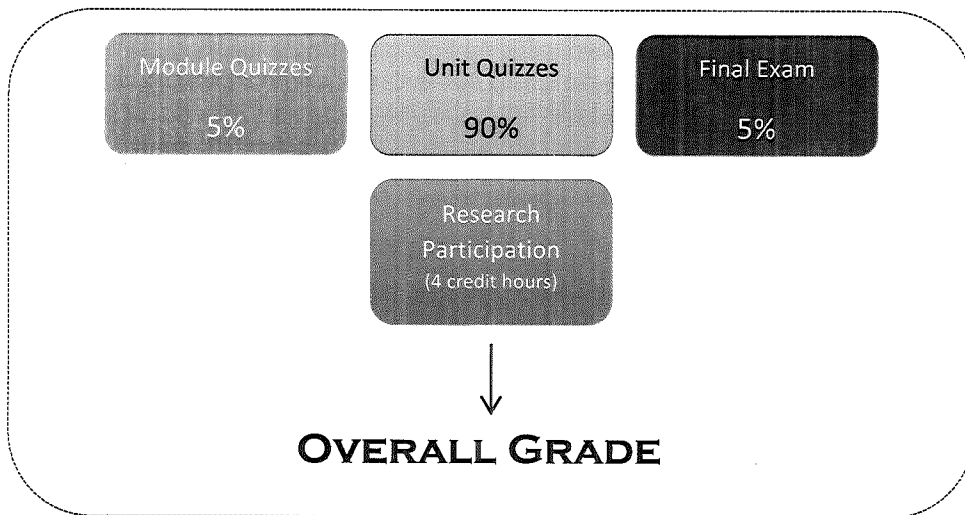 Module Quizzes
5%
Unit Quizzes
90%
Final Exam
5%
Research
Participation
(4 credit hours)
OVERALL GRADE